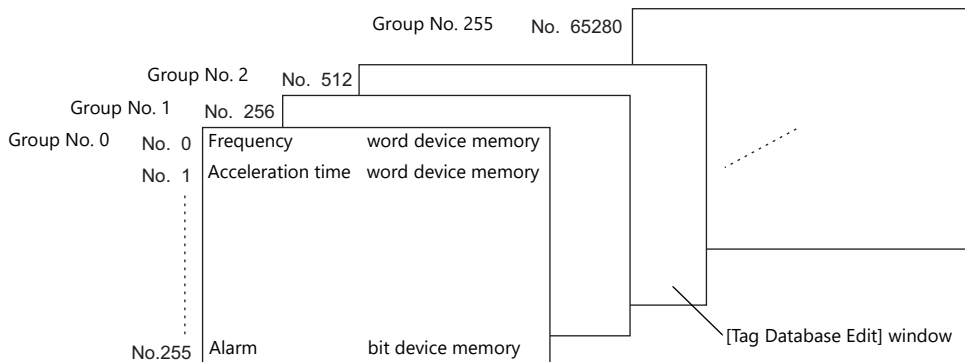 Group No. 255 No. 65280
Group No. 2 No. 512
Group No. 1 No. 256
Group No. 0 No. 0 Frequency word device memory
No. 1 Acceleration time word device memory
No.255 Alarm bit device memory
[Tag Database Edit] window